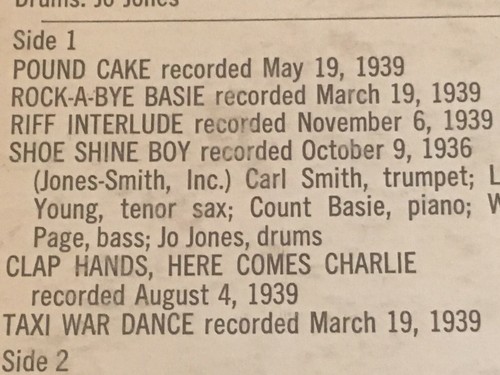 Drums: Jo Jones
Side 1
POUND CAKE recorded May 19, 1939
ROCK-A-BYE BASIE recorded March 19, 1939
RIFF INTERLUDE recorded November 6, 1939
SHOE SHINE BOY recorded October 9, 1936
(Jones-Smith, Inc.) Carl Smith, trumpet; L
Young, tenor sax; Count Basie, piano; W
Page, bass; Jo Jones, drums
CLAP HANDS, HERE COMES CHARLIE
recorded August 4, 1939
TAXI WAR DANCE recorded March 19, 1939
Side 2